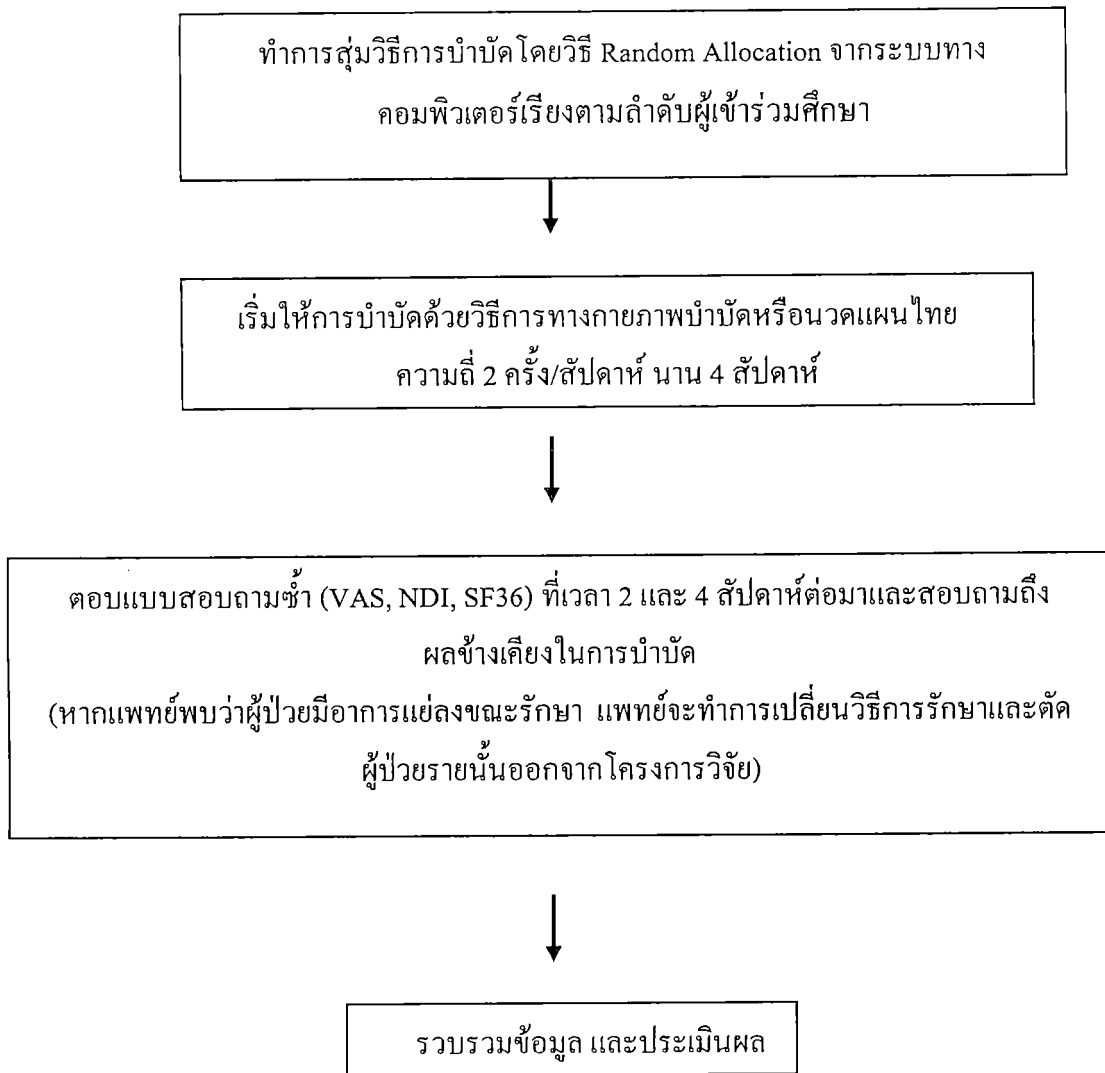 ทำการสุ่มวิธีการบำบัดโดยวิธี Random Allocation จากระบบทาง
คอมพิวเตอร์เรียงตามลำดับผู้เข้าร่วมศึกษา
เริ่มให้การบำบัดด้วยวิธีการทางกายภาพบำบัดหรือนวดแผนไทย
ความถี่ 2 ครั้ง/สัปดาห์ นาน 4 สัปดาห์
ตอบแบบสอบถามซ้ำ (VAS, NDI, SF36) ที่เวลา 2 และ 4 สัปดาห์ต่อมาและสอบถามถึง
ผลข้างเคียงในการบำบัด
(หากแพทย์พบว่าผู้ป่วยมีอาการแย่ลงขณะรักษา แพทย์จะทำการเปลี่ยนวิธีการรักษาและตัด
ผู้ป่วยรายนั้นออกจากโครงการวิจัย)
รวบรวมข้อมูล และประเมินผล